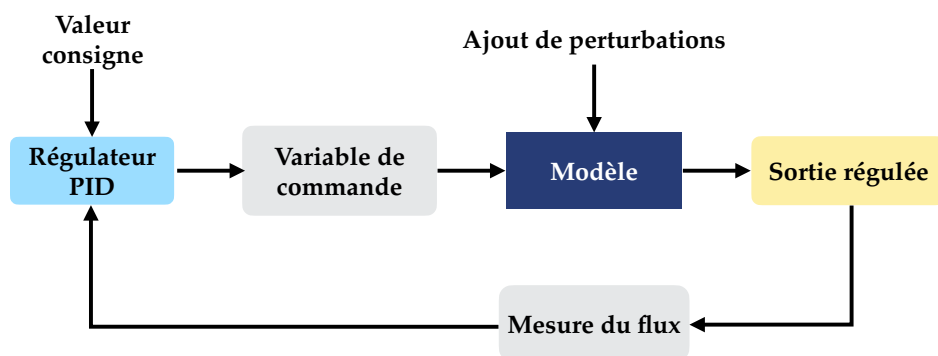 Valeur
consigne
Ajout de perturbations
Régulateur
PID
Variable de
commande
Modèle
Sortie régulée
Mesure du flux